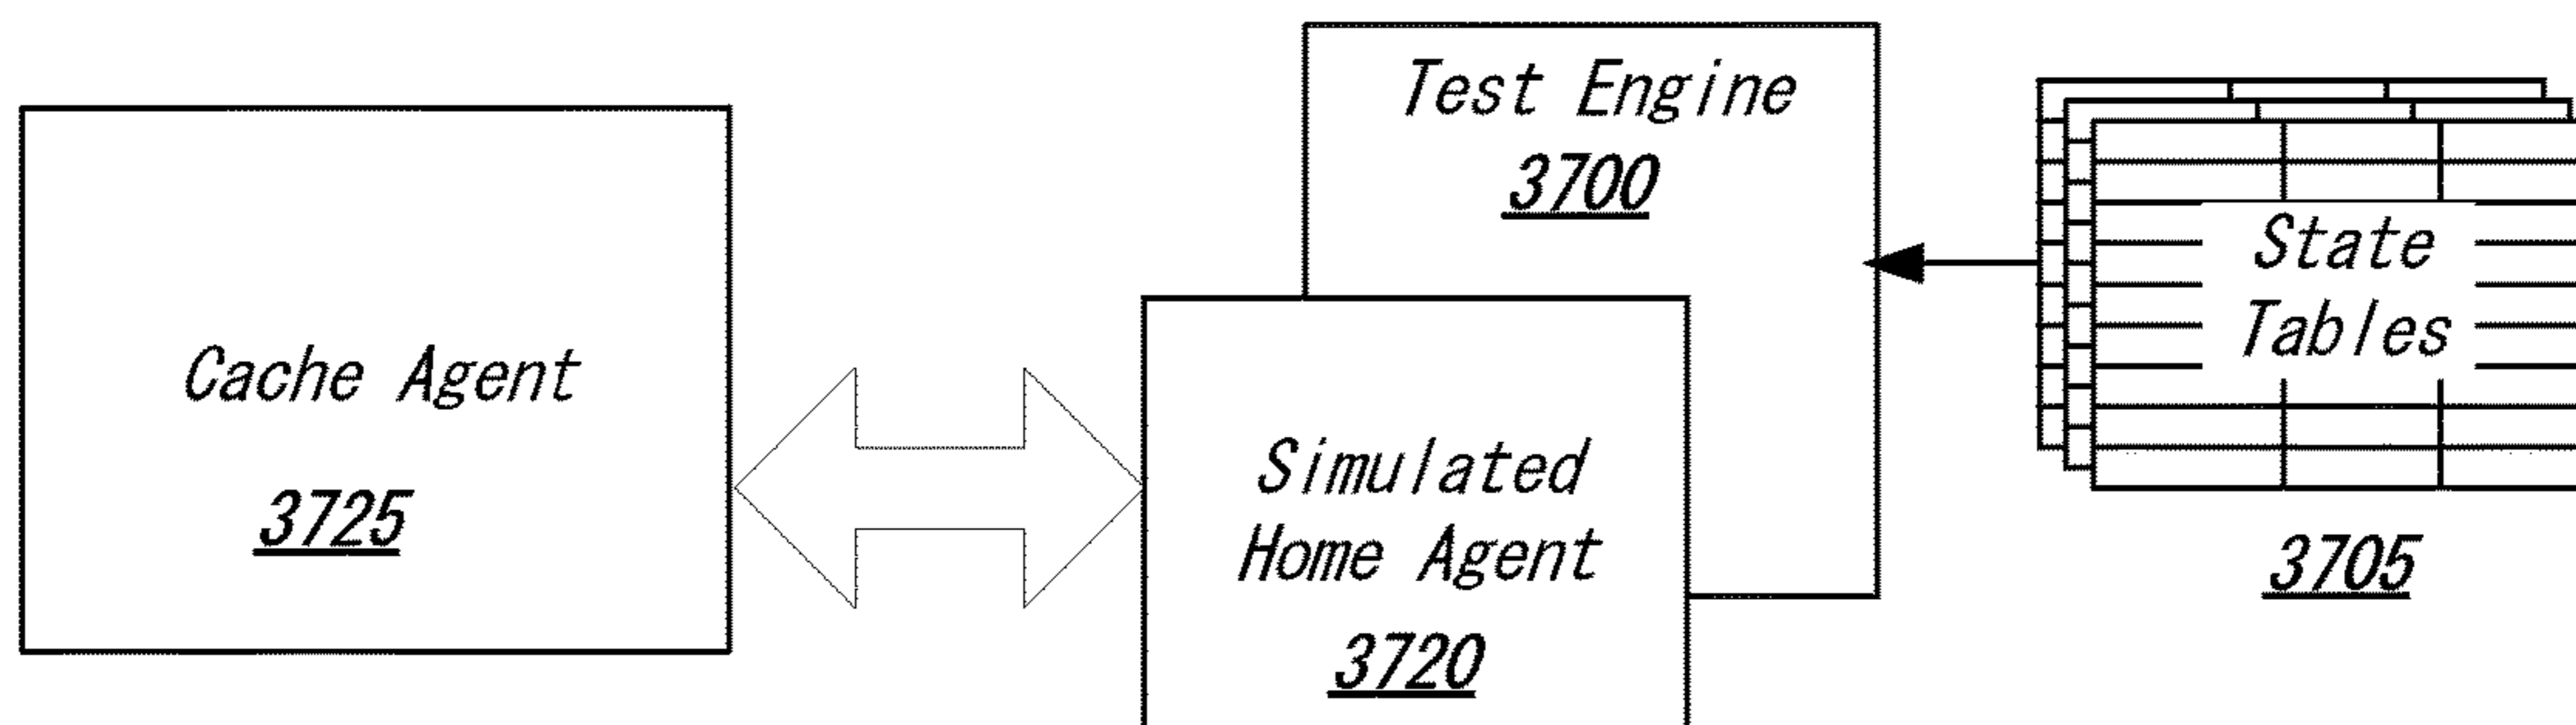 Cache Agent
3725
Test Engine
3700
Simulated
Home Agent
3720
State
Tables
3705